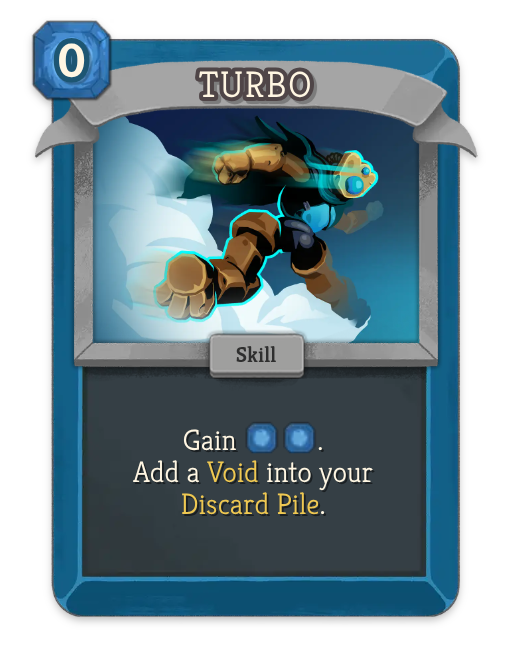 0
TURBO
Skill
Gain .
Add a Void into your
Discard Pile.